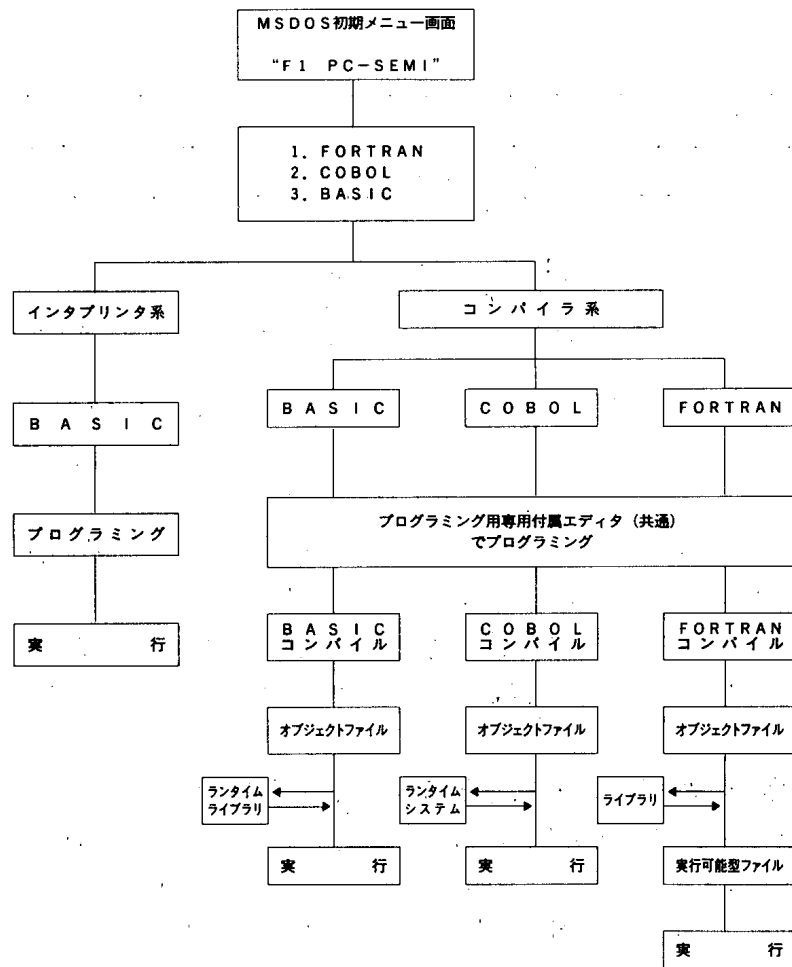 MSDOS初期メニュー画面
"F1 PC-SEMI"
1. FORTRAN
2. COBOL
3. BASIC
インタプリンタ系
コンパイラ系
BASIC
BASIC
COBOL
FORTRAN
プログラミング用専用付属エディタ(共通)
でプログラミング
プログラミング
実行
BASIC
コンパイル
COBOL
コンパイル
FORTRAN
コンパイル
オブジェクトファイル
オブジェクトファイル
オブジェクトファイル
ランタイム
ライブラリ
ランタイム
システム
ライブラリ
実行
実行
実行可能型ファイル
実行